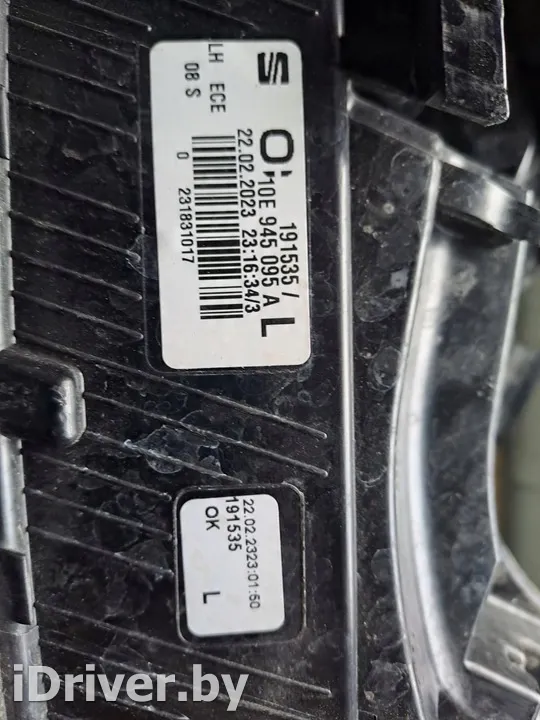 191535 /
10E 945 095 A L
22.02.2023 23:16:34/3
0 231831017
LH ECE
08 S
22.02.2323:01:50
191535
OK L
iDriver.by